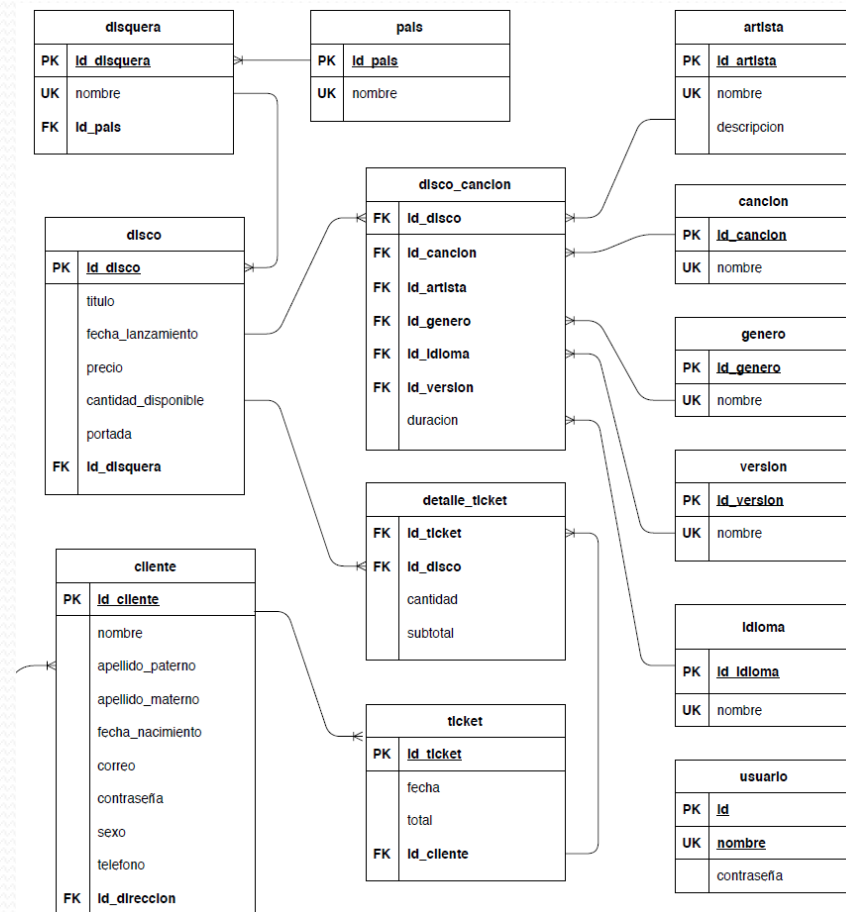 disquera
PK id_disquera
UK nombre
FK id_pais
pais
PK id_pais
UK nombre
artista
PK id_artista
UK nombre
descripcion
disco_cancion
FK id_disco
FK id_cancion
FK id_artista
FK id_genero
FK id_idioma
FK id_version
duracion
cancion
PK id_cancion
UK nombre
disco
PK id_disco
titulo
fecha_lanzamiento
precio
cantidad_disponible
portada
FK id_disquera
genero
PK id_genero
UK nombre
version
PK id_version
UK nombre
detalle_ticket
FK id_ticket
FK id_disco
cantidad
subtotal
cliente
PK id_cliente
nombre
apellido_paterno
apellido_materno
fecha_nacimiento
correo
contraseña
sexo
telefono
FK id_direccion
idioma
PK id_idioma
UK nombre
ticket
PK id_ticket
fecha
total
FK id_cliente
usuario
PK id
UK nombre
contraseña